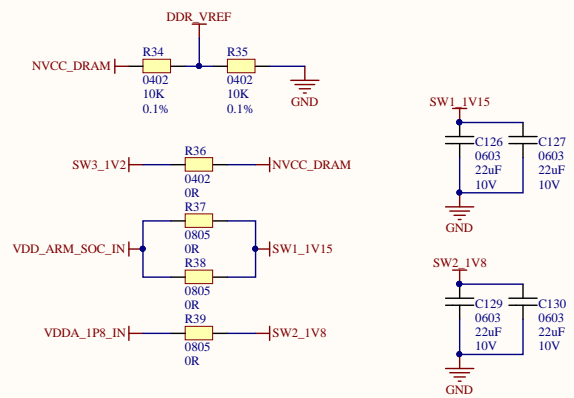 DDR_VREF
R34
R35
NVCC_DRAM
0402
0402
10K
10K
0.1%
0.1%
GND
R36
SW3_1V2
NVCC_DRAM
0402
0R
R37
0805
0R
VDD_ARM_SOC_IN
SW1_1V15
R38
0805
0R
R39
VDDA_1P8_IN
SW2_1V8
0805
0R
SW1_1V15
C126
0603
22uF
10V
C127
0603
22uF
10V
GND
SW2_1V8
C129
0603
22uF
10V
C130
0603
22uF
10V
GND